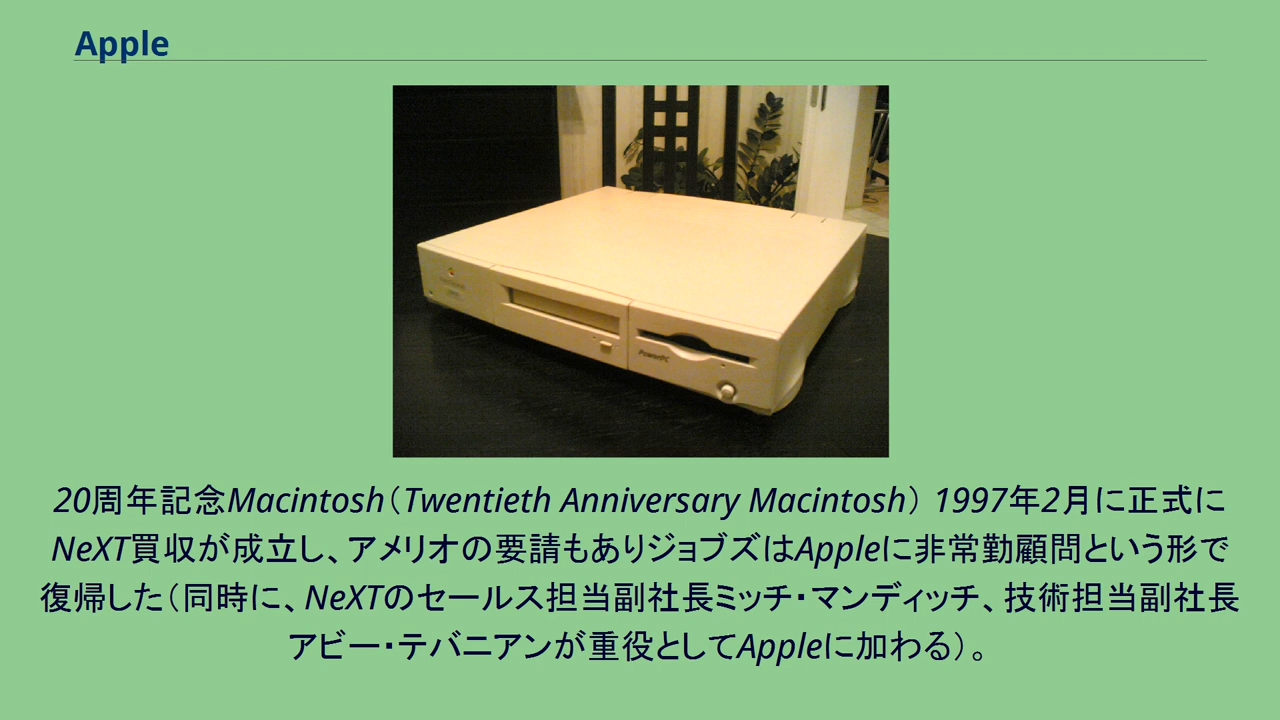 Apple
PowerPC
20周年記念Macintosh（Twentieth Anniversary Macintosh） 1997年2月に正式に
NeXT買収が成立し、アメリオの要請もありジョブズはAppleに非常勤顧問という形で
復帰した（同時に、NeXTのセールス担当副社長ミッチ・マンディッチ、技術担当副社長
アビー・テバニアンが重役としてAppleに加わる）。